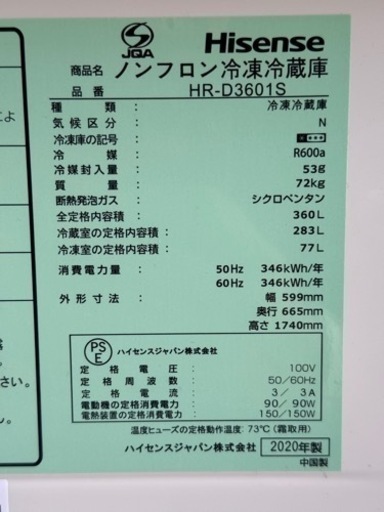 JQA Hisense
商品名 ノンフロン冷凍冷蔵庫
品番 HR-D3601S
種類 : 冷凍冷蔵庫
気候区分 : N
冷凍庫の記号 :
冷媒 : R600a
冷媒封入量 : 53g
質量 : 72kg
断熱発泡ガス : シクロペンタン
全定格内容積 : 360L
冷蔵室の定格内容積 : 283L
冷凍室の定格内容積 : 77L
消費電力量 : 50Hz 346kWh/年
60Hz 346kWh/年
外形寸法 : 幅 599mm
奥行 665mm
高さ 1740mm
PSE ハイセンスジャパン株式会社
定格電圧 : 100V
定格周波数 : 50/60Hz
定格電流 : 3/ 3A
電動機の定格消費電力 : 90/ 90W
電熱装置の定格消費電力 : 150/150W
温度ヒューズの定格動作温度: 73℃ (霜取用)
ハイセンスジャパン株式会社 2020年製
中国製
によ
さい。